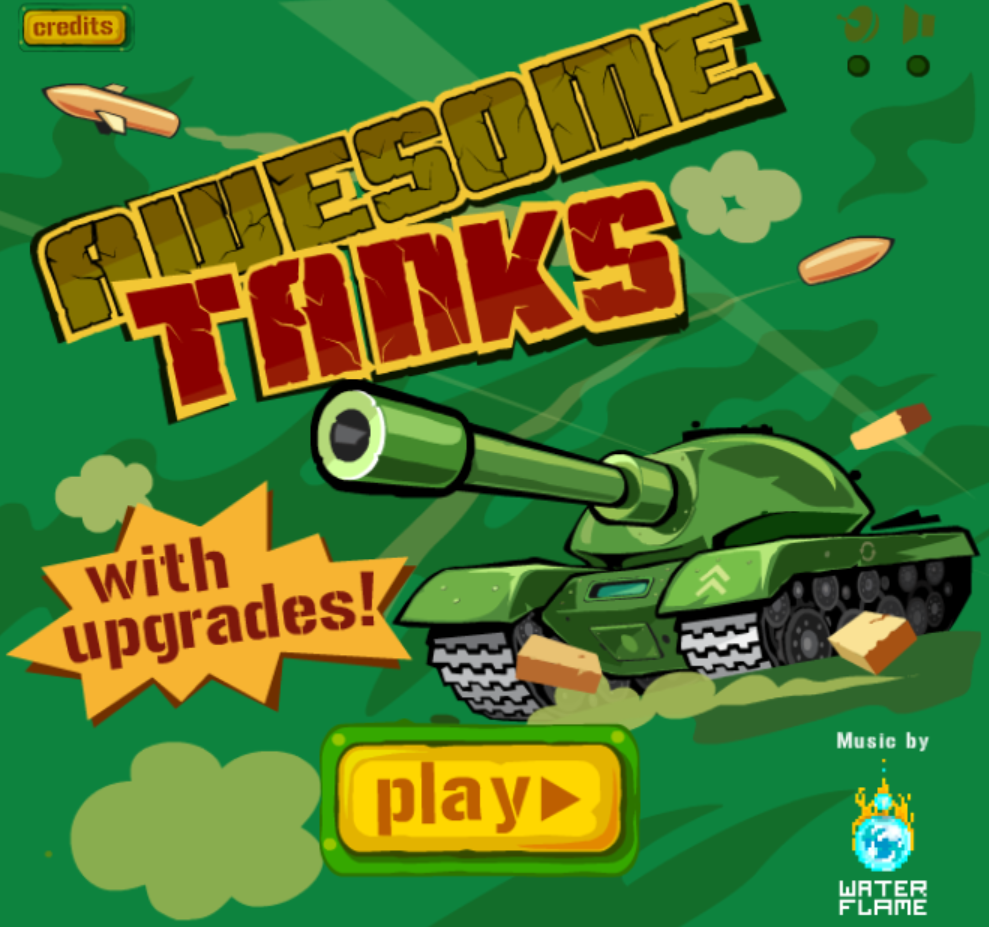 credits
AWESOME
TANKS
with
upgrades!
play
Music by
WATER
FLAME